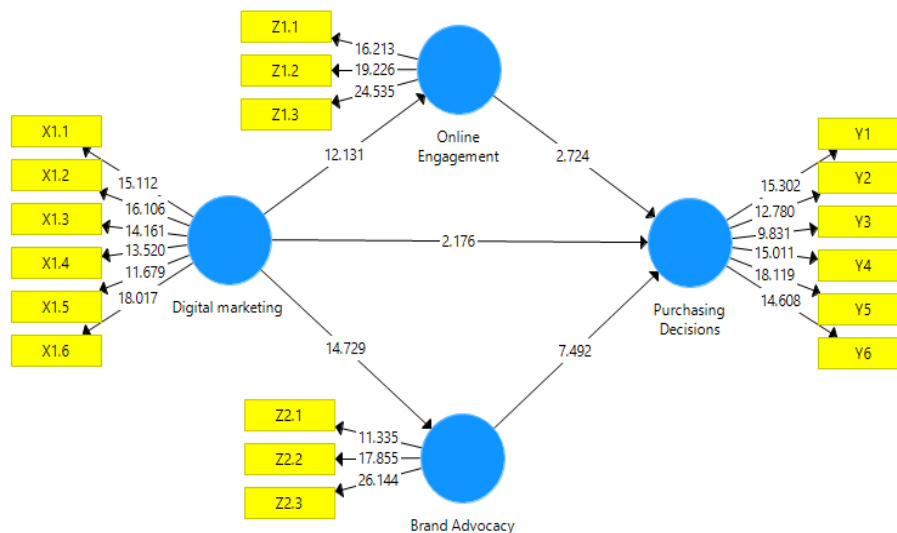 Z1.1
Z1.2
Z1.3
16.213
19.226
24.535
Online
Engagement
X1.1
X1.2
X1.3
X1.4
X1.5
X1.6
15.112
16.106
14.161
13.520
11.679
18.017
Digital marketing
12.131
2.724
2.176
14.729
7.492
Y1
Y2
Y3
Y4
Y5
Y6
15.302
12.780
9.831
15.011
18.119
14.608
Purchasing
Decisions
Z2.1
Z2.2
Z2.3
11.335
17.855
26.144
Brand Advocacy